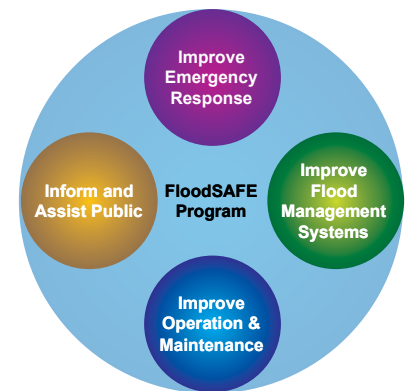 Improve
Emergency
Response
Inform and
Assist Public
FloodSAFE
Program
Improve
Flood
Management
Systems
Improve
Operation &
Maintenance